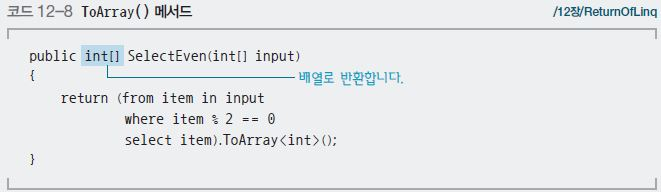 코드 12-8 ToArray() 메서드 /12장/ReturnOfLinq
public int[] SelectEven(int[] input)
{ 배열로 반환합니다.
return (from item in input
where item % 2 == 0
select item).ToArray<int>();
}